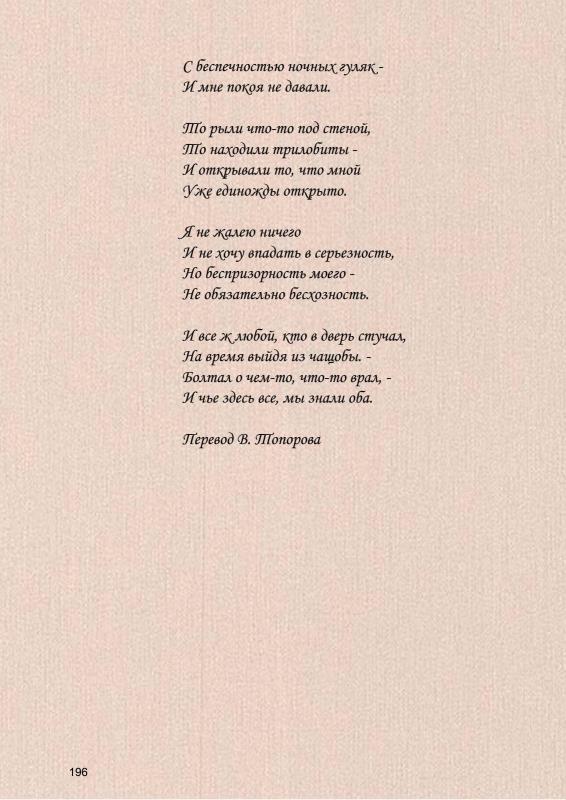 С беспечностью ночных гуляк -
И мне покоя не давали.

То рыли что-то под стеной,
То находили трилобиты -
И открывали то, что мной
Уже единожды открыто.

Я не жалею ничего
И не хочу впадать в серьезность,
Но беспризорность моего -
Не обязательно бесхозность.

И все ж любой, кто в дверь стучал,
На время выйдя из чащобы. -
Болтал о чем-то, что-то врал, -
И чье здесь все, мы знали оба.

Перевод В. Топорова

196